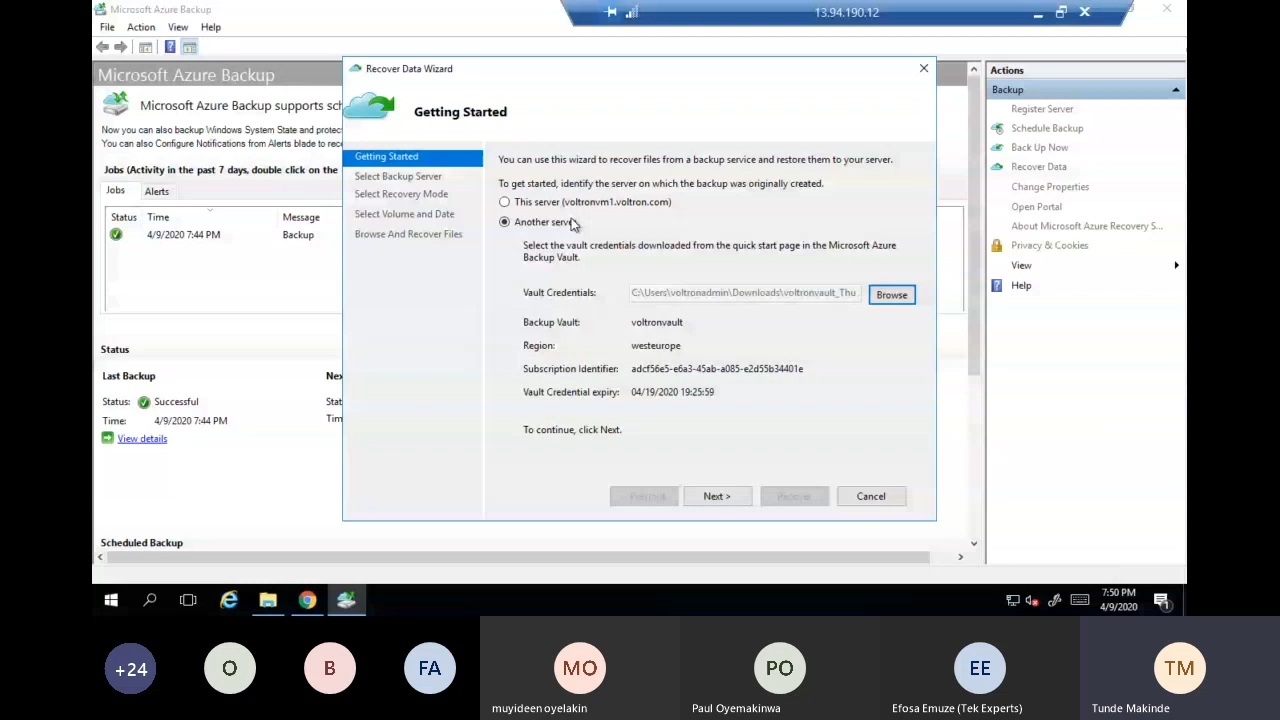 Microsoft Azure Backup
13.94.190.12
File Action View Help
Microsoft Azure Backup
Microsoft Azure Backup supports sch
Now you can also backup Windows System State and protec
You can also Configure Notifications from Alerts blade to rece
Jobs (Activity in the past 7 days, double click on the
Jobs Alerts
Status Time Message
4/9/2020 7:44 PM Backup
Status
Last Backup Nex
Status: Successful Stat
Time: 4/9/2020 7:44 PM Tim
View details
Scheduled Backup
Recover Data Wizard
Getting Started
Getting Started
Select Backup Server
Select Recovery Mode
Select Volume and Date
Browse And Recover Files
You can use this wizard to recover files from a backup service and restore them to your server.
To get started, identify the server on which the backup was originally created.
This server (voltronvm1.voltron.com)
Another serve
Select the vault credentials downloaded from the quick start page in the Microsoft Azure
Backup Vault.
Vault Credentials: C:\Users\voltronadmin\Downloads\voltronvault_Thu Browse
Backup Vault: voltronvault
Region: westeurope
Subscription Identifier: adcf56e5-e6a3-45ab-a085-e2d55b34401e
Vault Credential expiry: 04/19/2020 19:25:59
To continue, click Next.
Next > Cancel
Actions
Backup
Register Server
Schedule Backup
Back Up Now
Recover Data
Change Properties
Open Portal
About Microsoft Azure Recovery S...
Privacy & Cookies
View
Help
7:50 PM
4/9/2020
1
+24 O B FA MO PO EE TM
muyideen oyelakin Paul Oyemakinwa Efosa Emuze (Tek Experts) Tunde Makinde